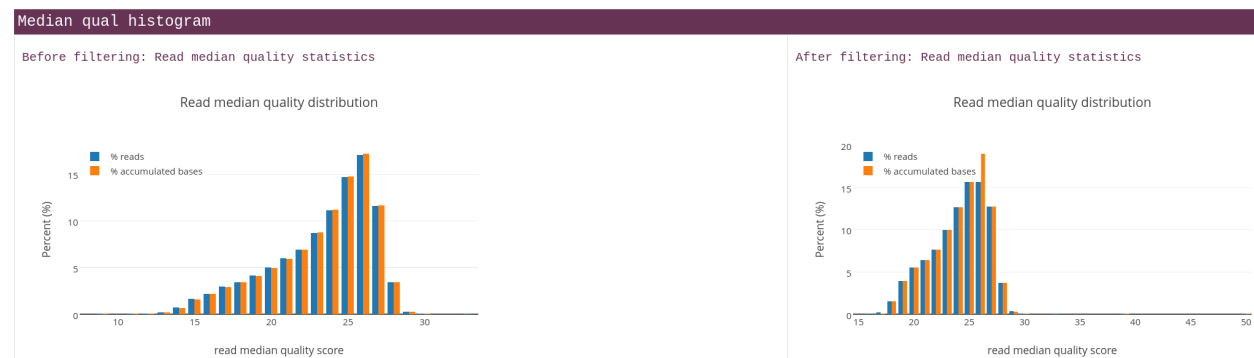 Median qual histogram
Before filtering: Read median quality statistics
Read median quality distribution
% reads
% accumulated bases
15
10
5
0
Percent (%)
10
15
20
25
30
read median quality score
After filtering: Read median quality statistics
Read median quality distribution
% reads
% accumulated bases
20
15
10
5
0
Percent (%)
15
20
25
30
35
40
45
50
read median quality score